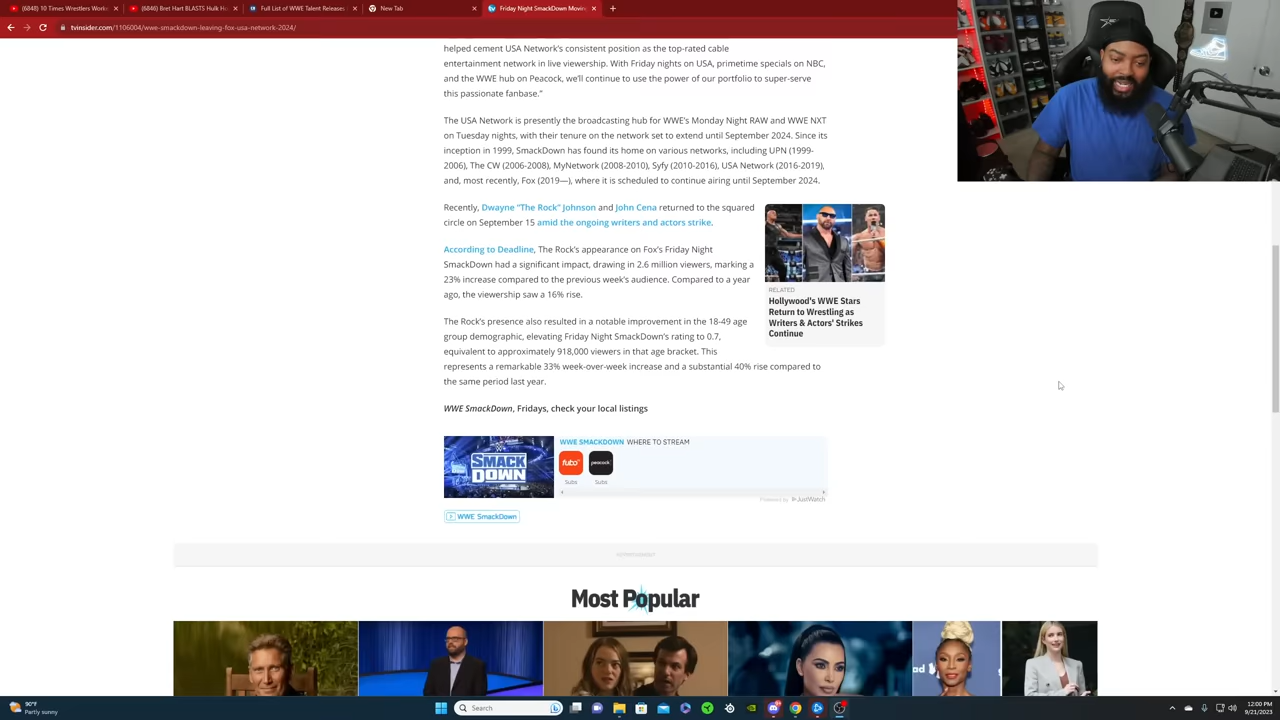 (6848) 10 Times Wrestlers Worke
(6846) Bret Hart BLASTS Hulk H
Full List of WWE Talent Releases
New Tab
Friday Night SmackDown Movin
tvinsider.com/1106004/wwe-smackdown-leaving-fox-usa-network-2024/
helped cement USA Network's consistent position as the top-rated cable
entertainment network in live viewership. With Friday nights on USA, primetime specials on NBC,
and the WWE hub on Peacock, we'll continue to use the power of our portfolio to super-serve
this passionate fanbase."
The USA Network is presently the broadcasting hub for WWE's Monday Night RAW and WWE NXT
on Tuesday nights, with their tenure on the network set to extend until September 2024. Since its
inception in 1999, SmackDown has found its home on various networks, including UPN (1999-
2006), The CW (2006-2008), MyNetwork (2008-2010), Syfy (2010-2016), USA Network (2016-2019),
and, most recently, Fox (2019—), where it is scheduled to continue airing until September 2024.
Recently, Dwayne "The Rock" Johnson and John Cena returned to the squared
circle on September 15 amid the ongoing writers and actors strike.
According to Deadline, The Rock's appearance on Fox's Friday Night
SmackDown had a significant impact, drawing in 2.6 million viewers, marking a
23% increase compared to the previous week's audience. Compared to a year
ago, the viewership saw a 16% rise.
RELATED
Hollywood's WWE Stars
Return to Wrestling as
Writers & Actors' Strikes
Continue
The Rock's presence also resulted in a notable improvement in the 18-49 age
group demographic, elevating Friday Night SmackDown's rating to 0.7,
equivalent to approximately 918,000 viewers in that age bracket. This
represents a remarkable 33% week-over-week increase and a substantial 40% rise compared to
the same period last year.
WWE SmackDown, Fridays, check your local listings
SMACK
DOWN
WWE SMACKDOWN WHERE TO STREAM
fubo
peacock
Subs
Subs
Powered by JustWatch
WWE SmackDown
ADVERTISEMENT
Most Popular
90°F
Partly sunny
Search
12:00 PM
9/21/2023